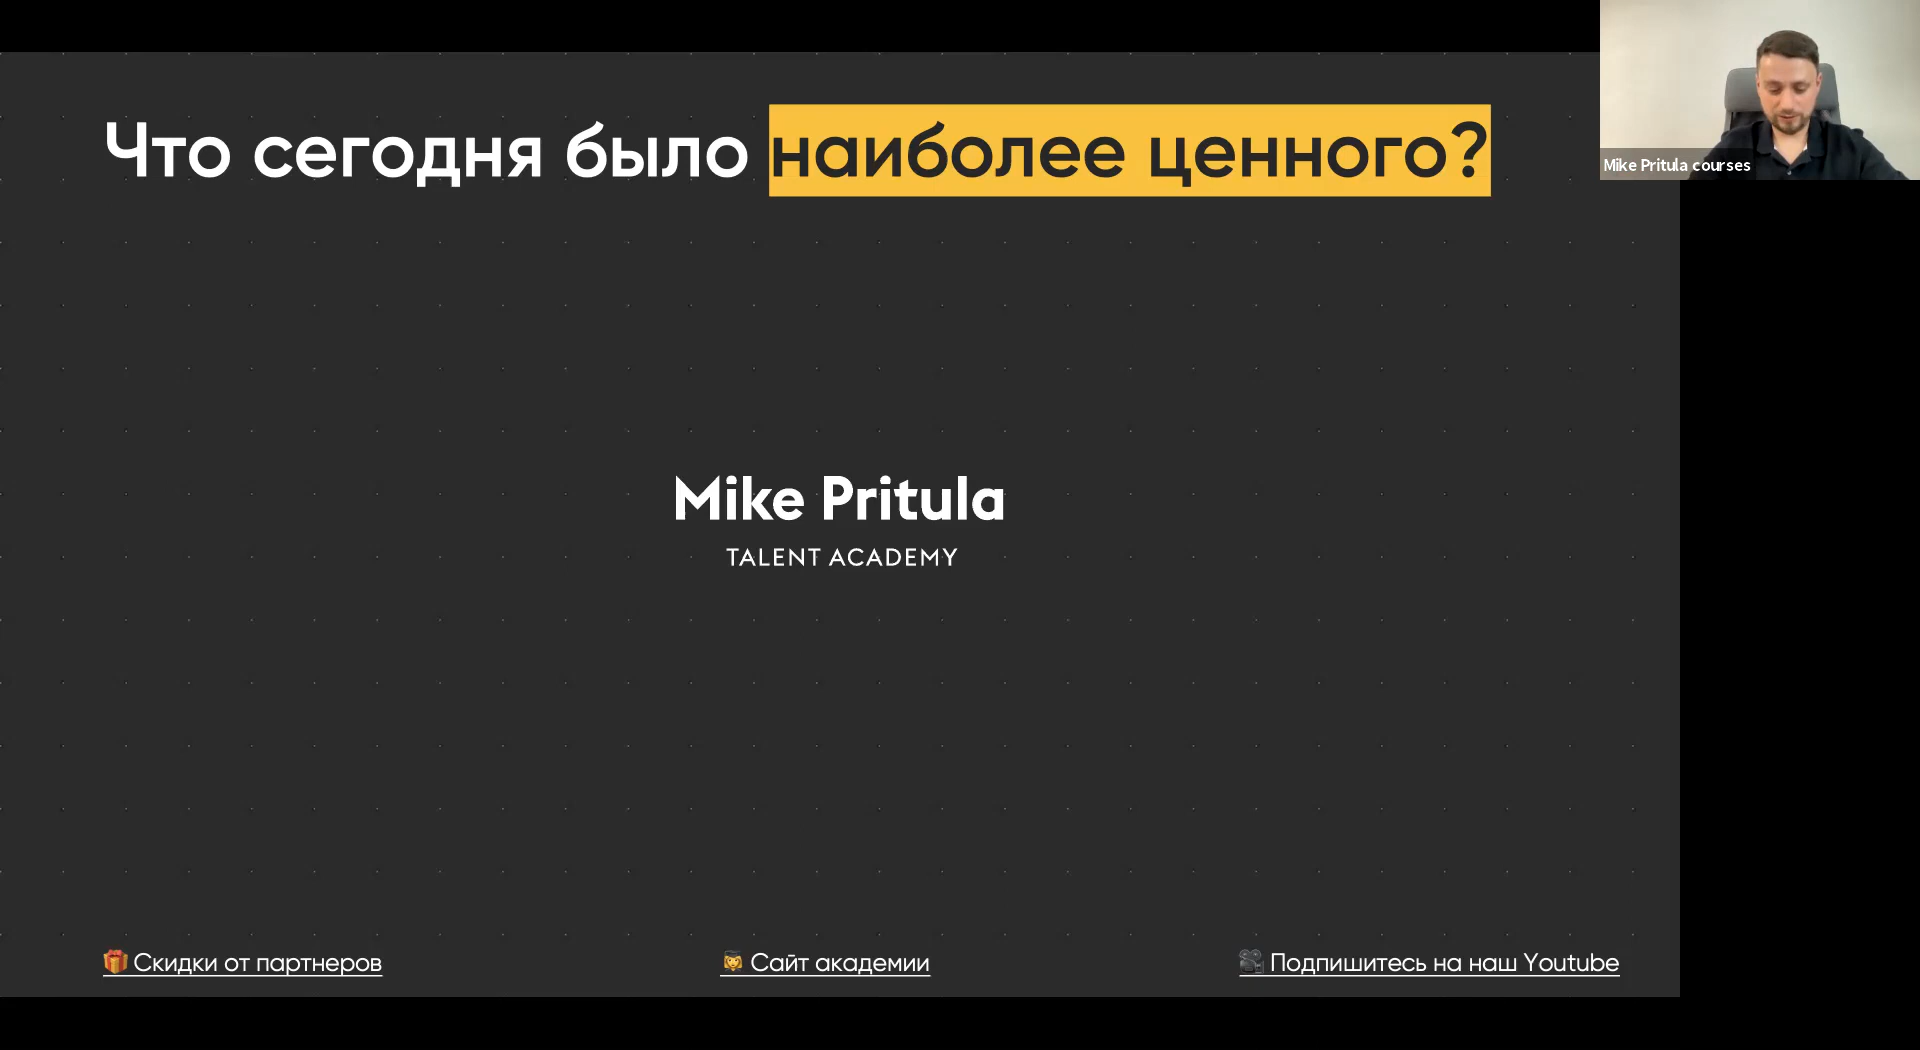 Что сегодня было наиболее ценного?
Mike Pritula courses
Mike Pritula
TALENT ACADEMY
Скидки от партнеров
Сайт академии
Подпишитесь на наш Youtube